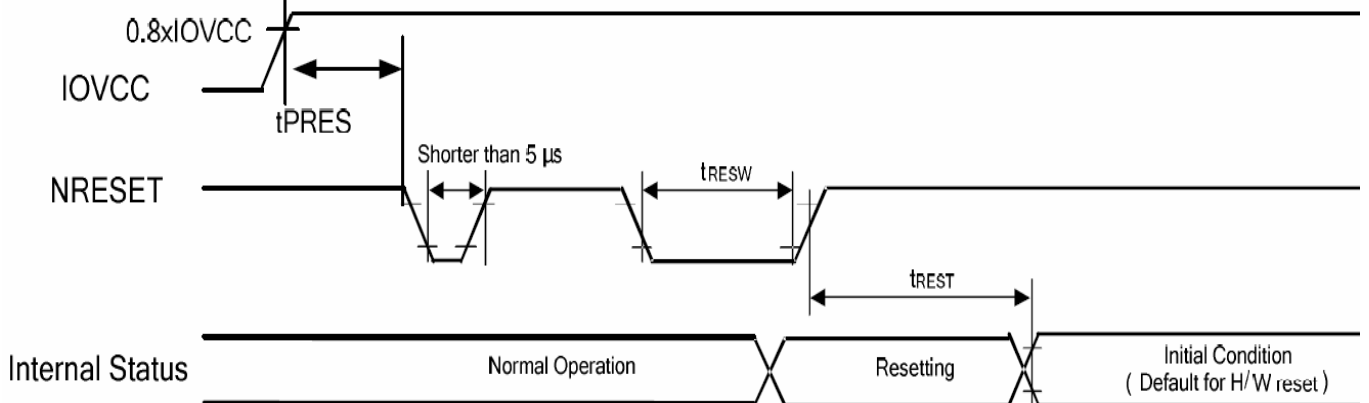 0.8xIOVCC
IOVCC
tPRES
Shorter than 5 µs
NRESET
tRESW
tREST
Internal Status
Normal Operation
Resetting
Initial Condition
( Default for H/W reset )